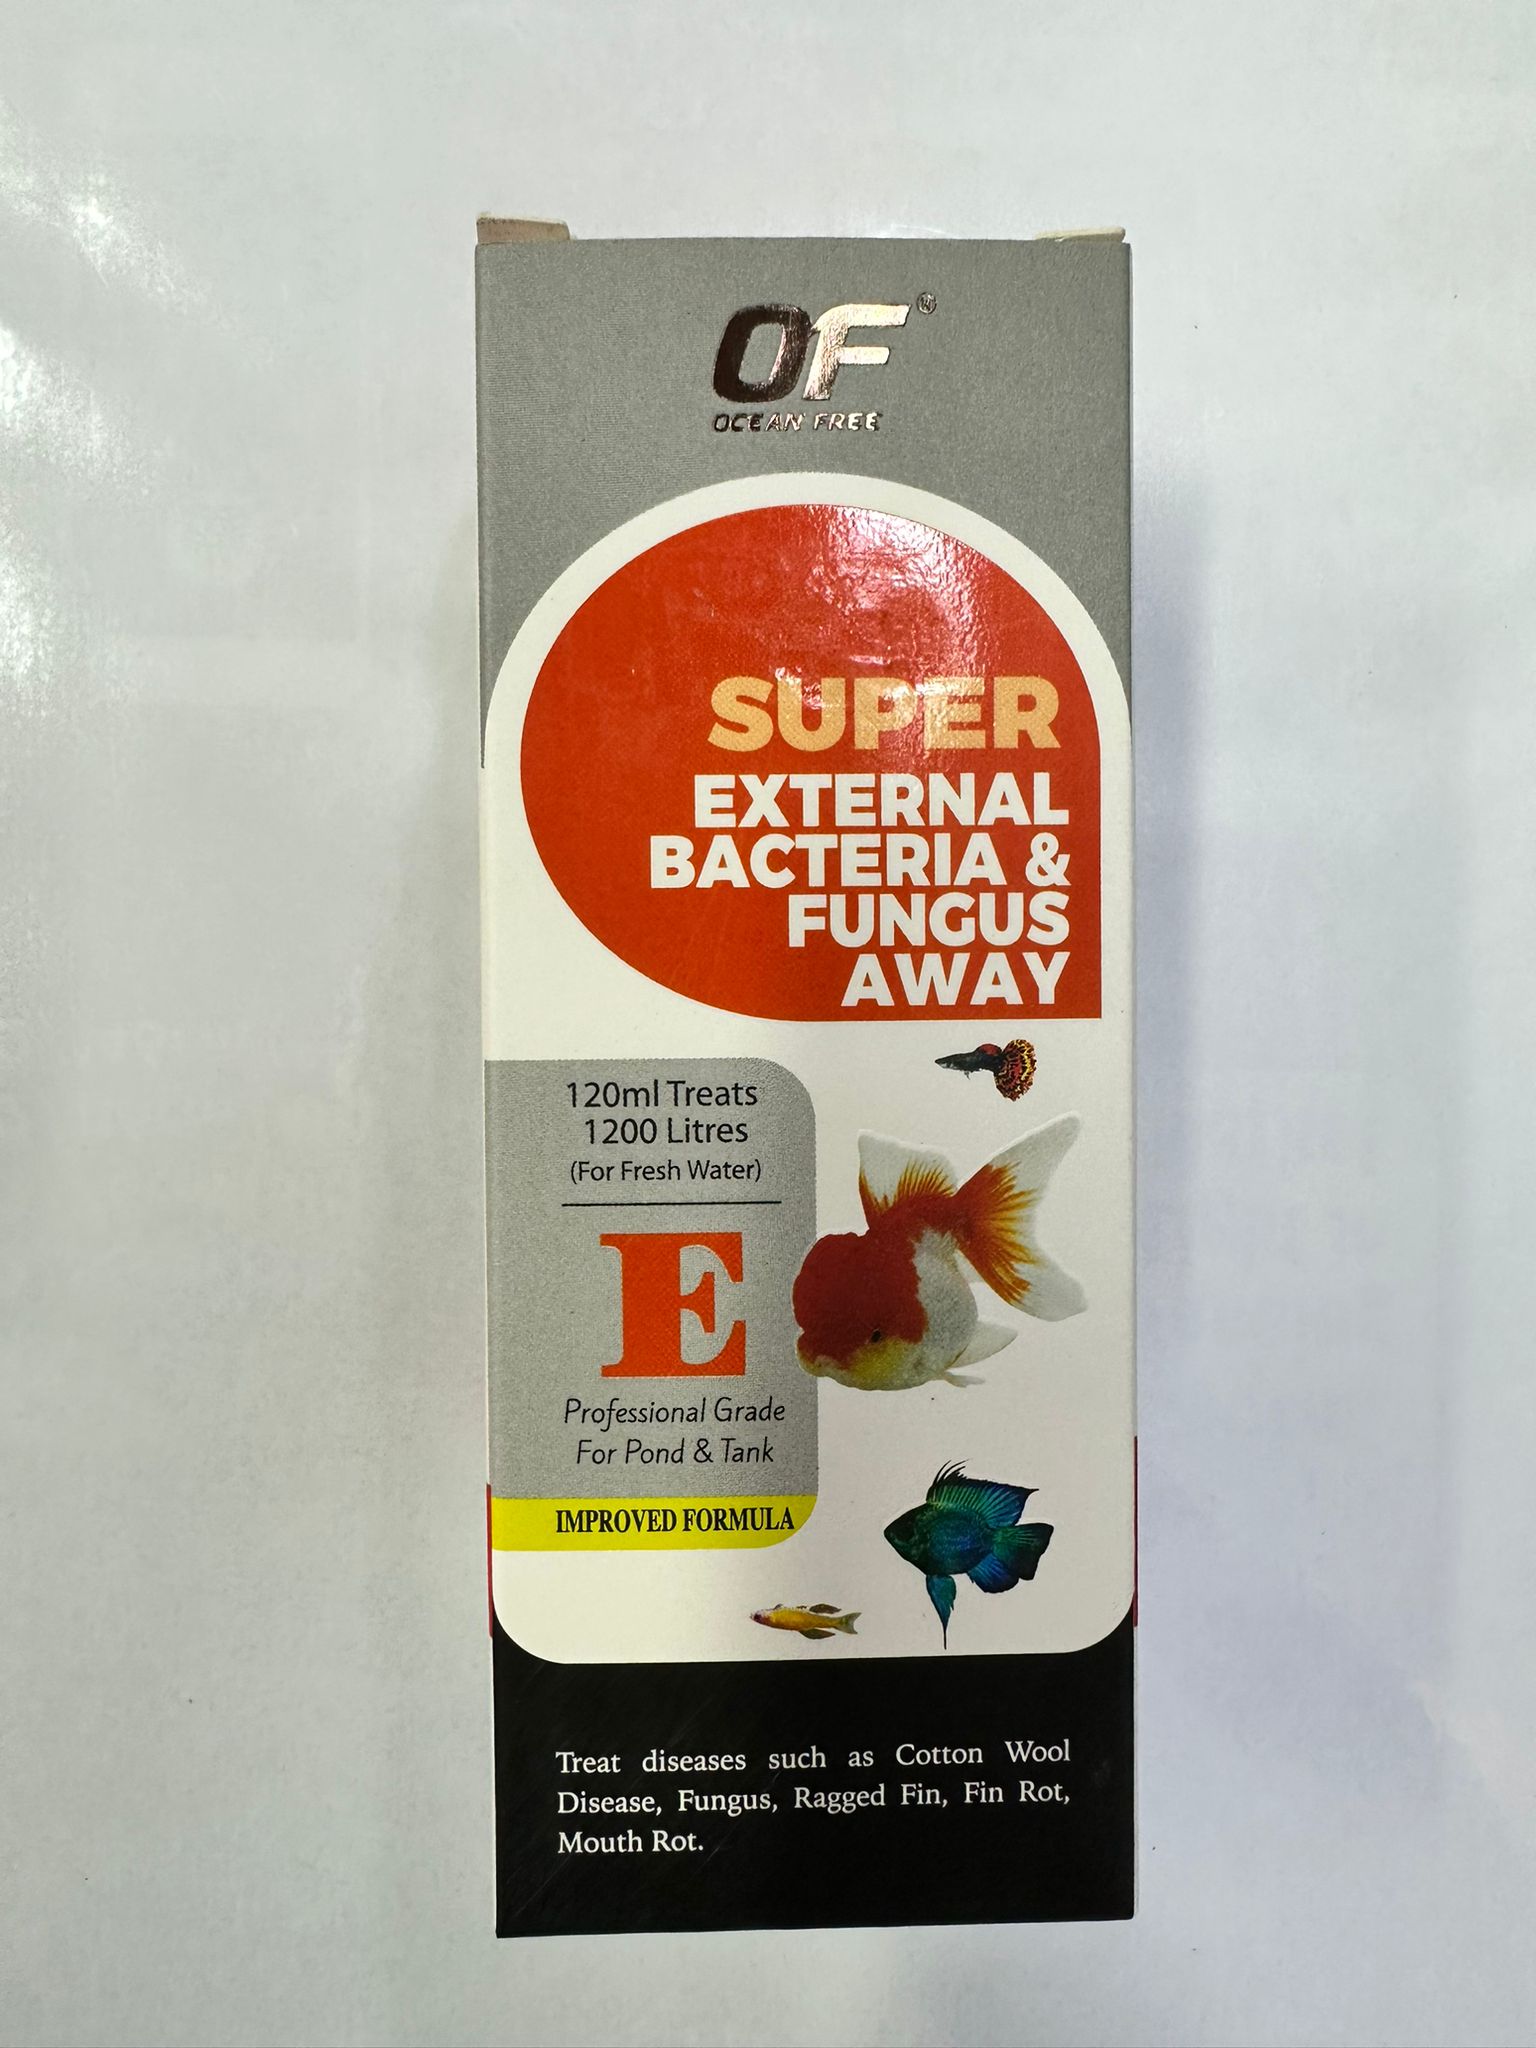 OF®
OCEAN FREE
SUPER
EXTERNAL
BACTERIA &
FUNGUS
AWAY
120ml Treats
1200 Litres
(For Fresh Water)
E
Professional Grade
For Pond & Tank
IMPROVED FORMULA
Treat diseases such as Cotton Wool
Disease, Fungus, Ragged Fin, Fin Rot,
Mouth Rot.